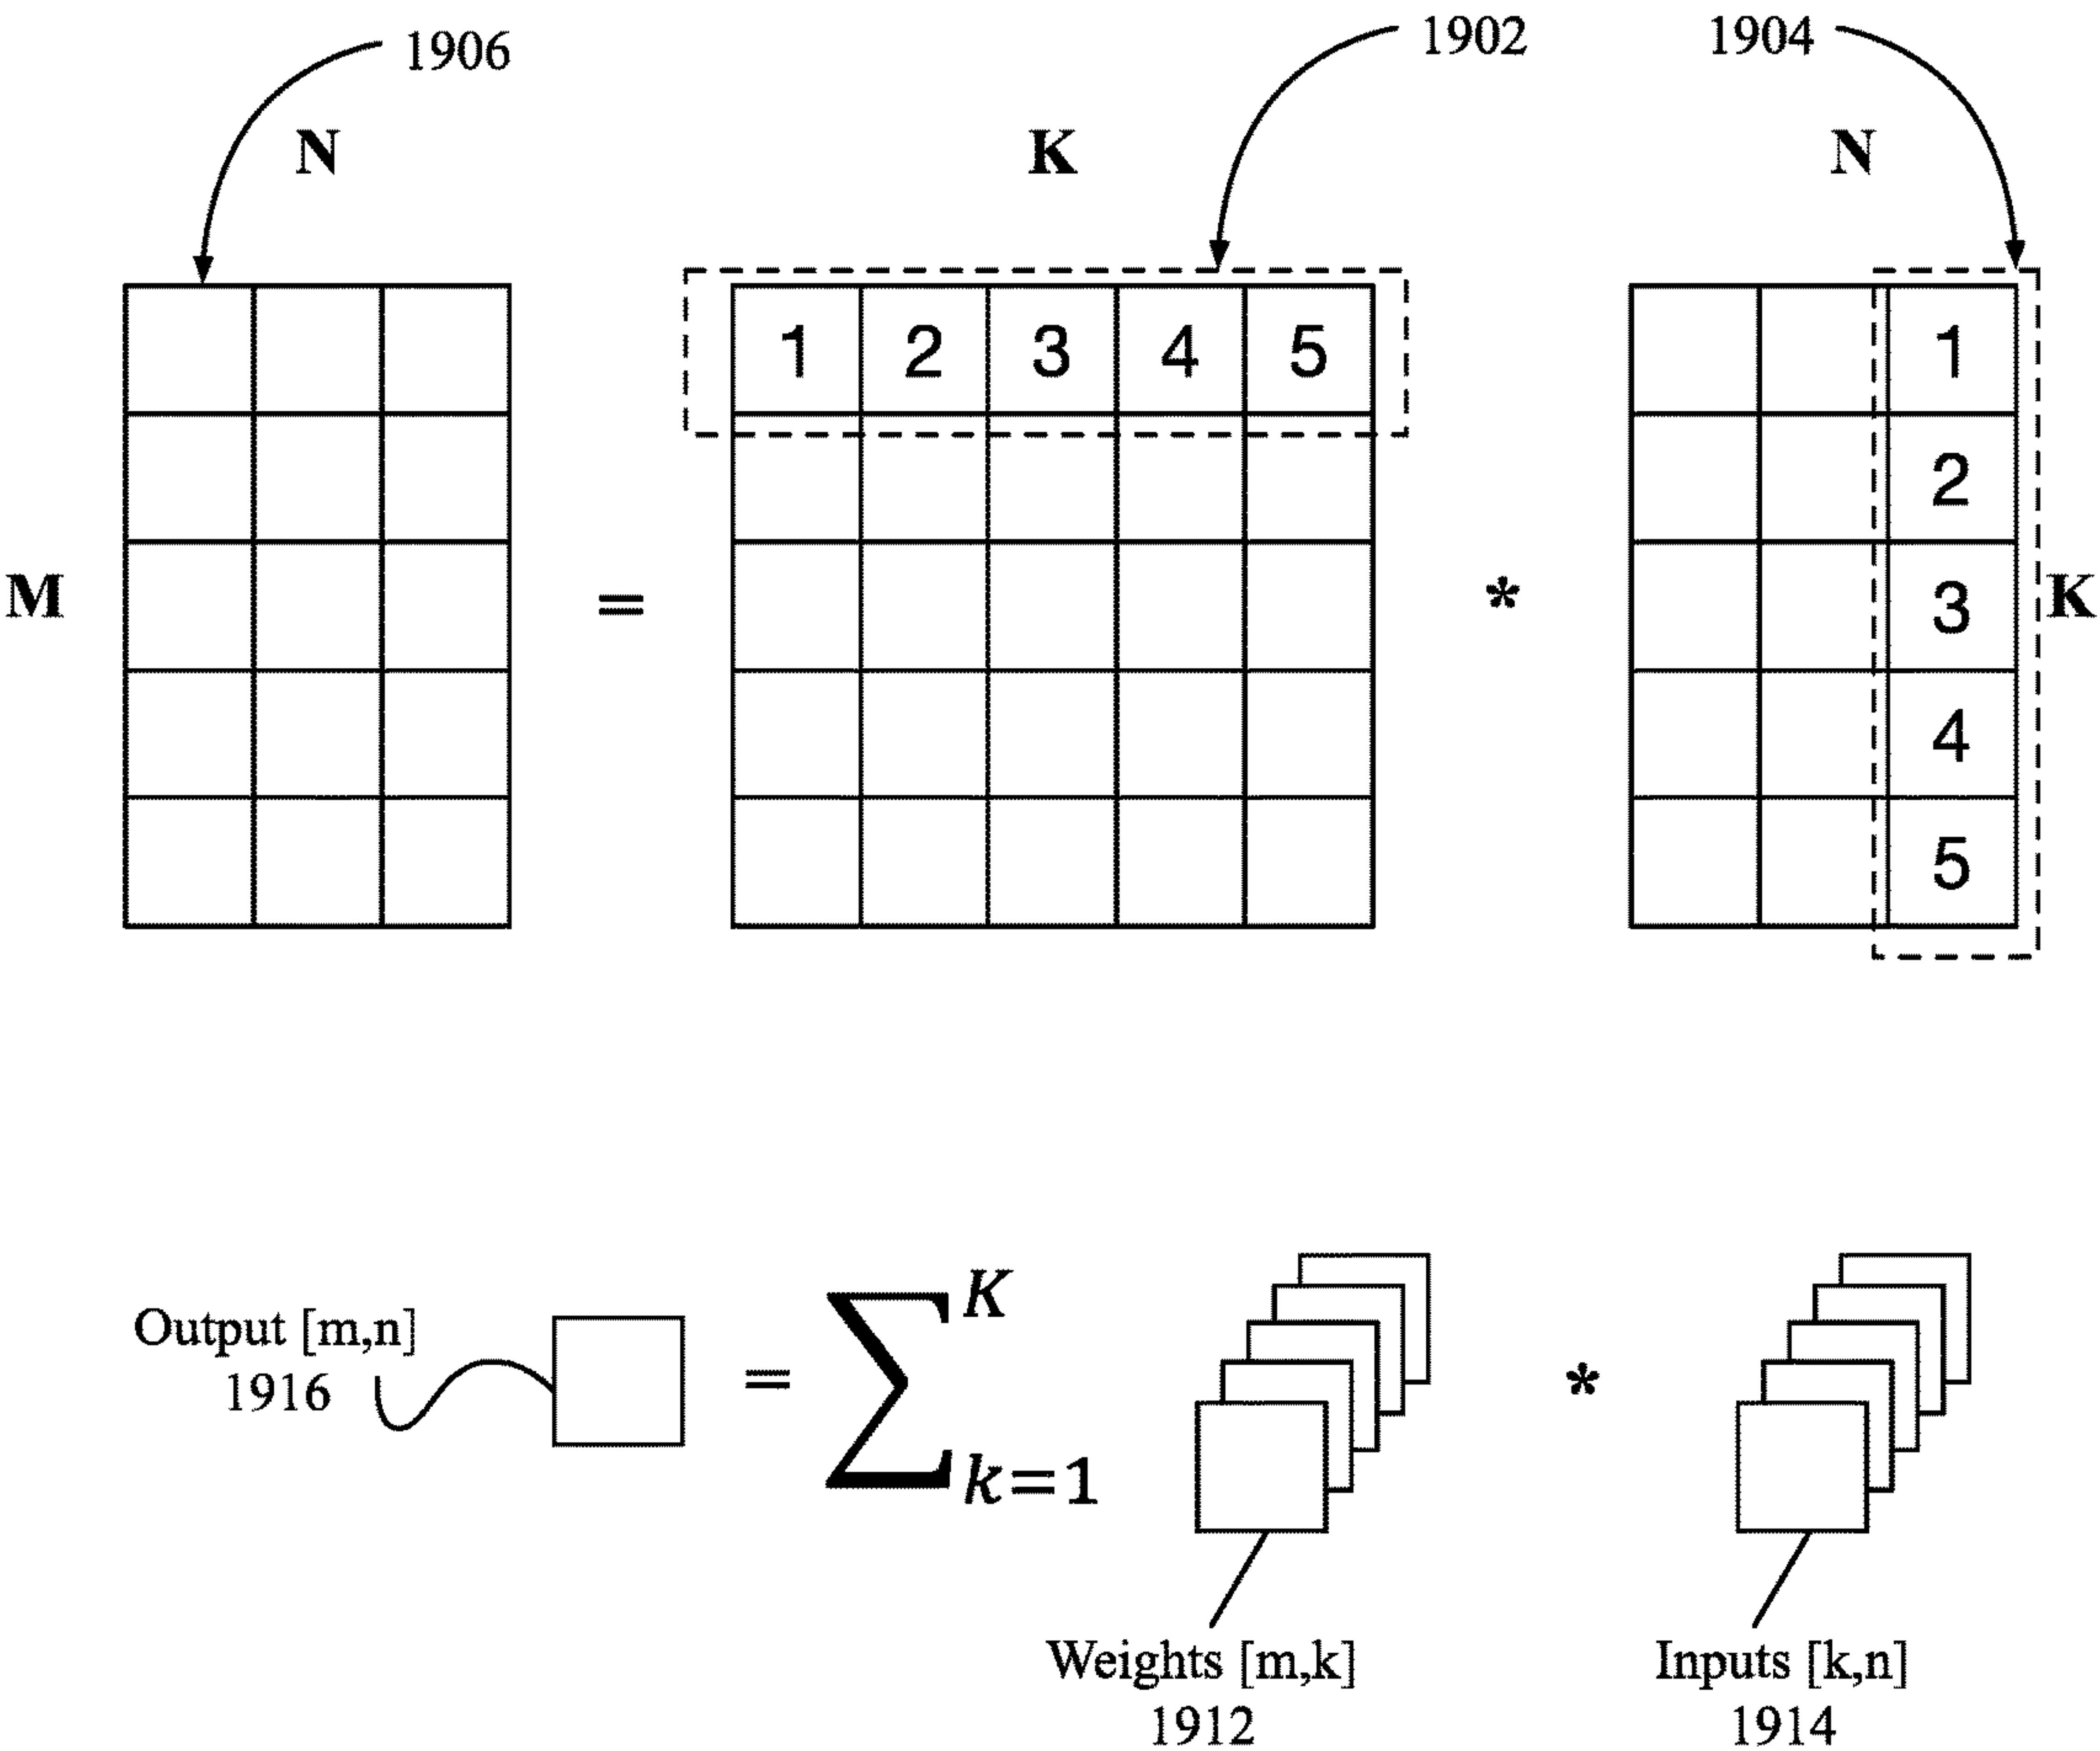 1906
1902
1904
N
K
N
1 2 3 4 5
1
2
3
4
5
M
=
*
K
Output [m,n]
1916
= ∑ K k=1
*
Weights [m,k]
1912
Inputs [k,n]
1914